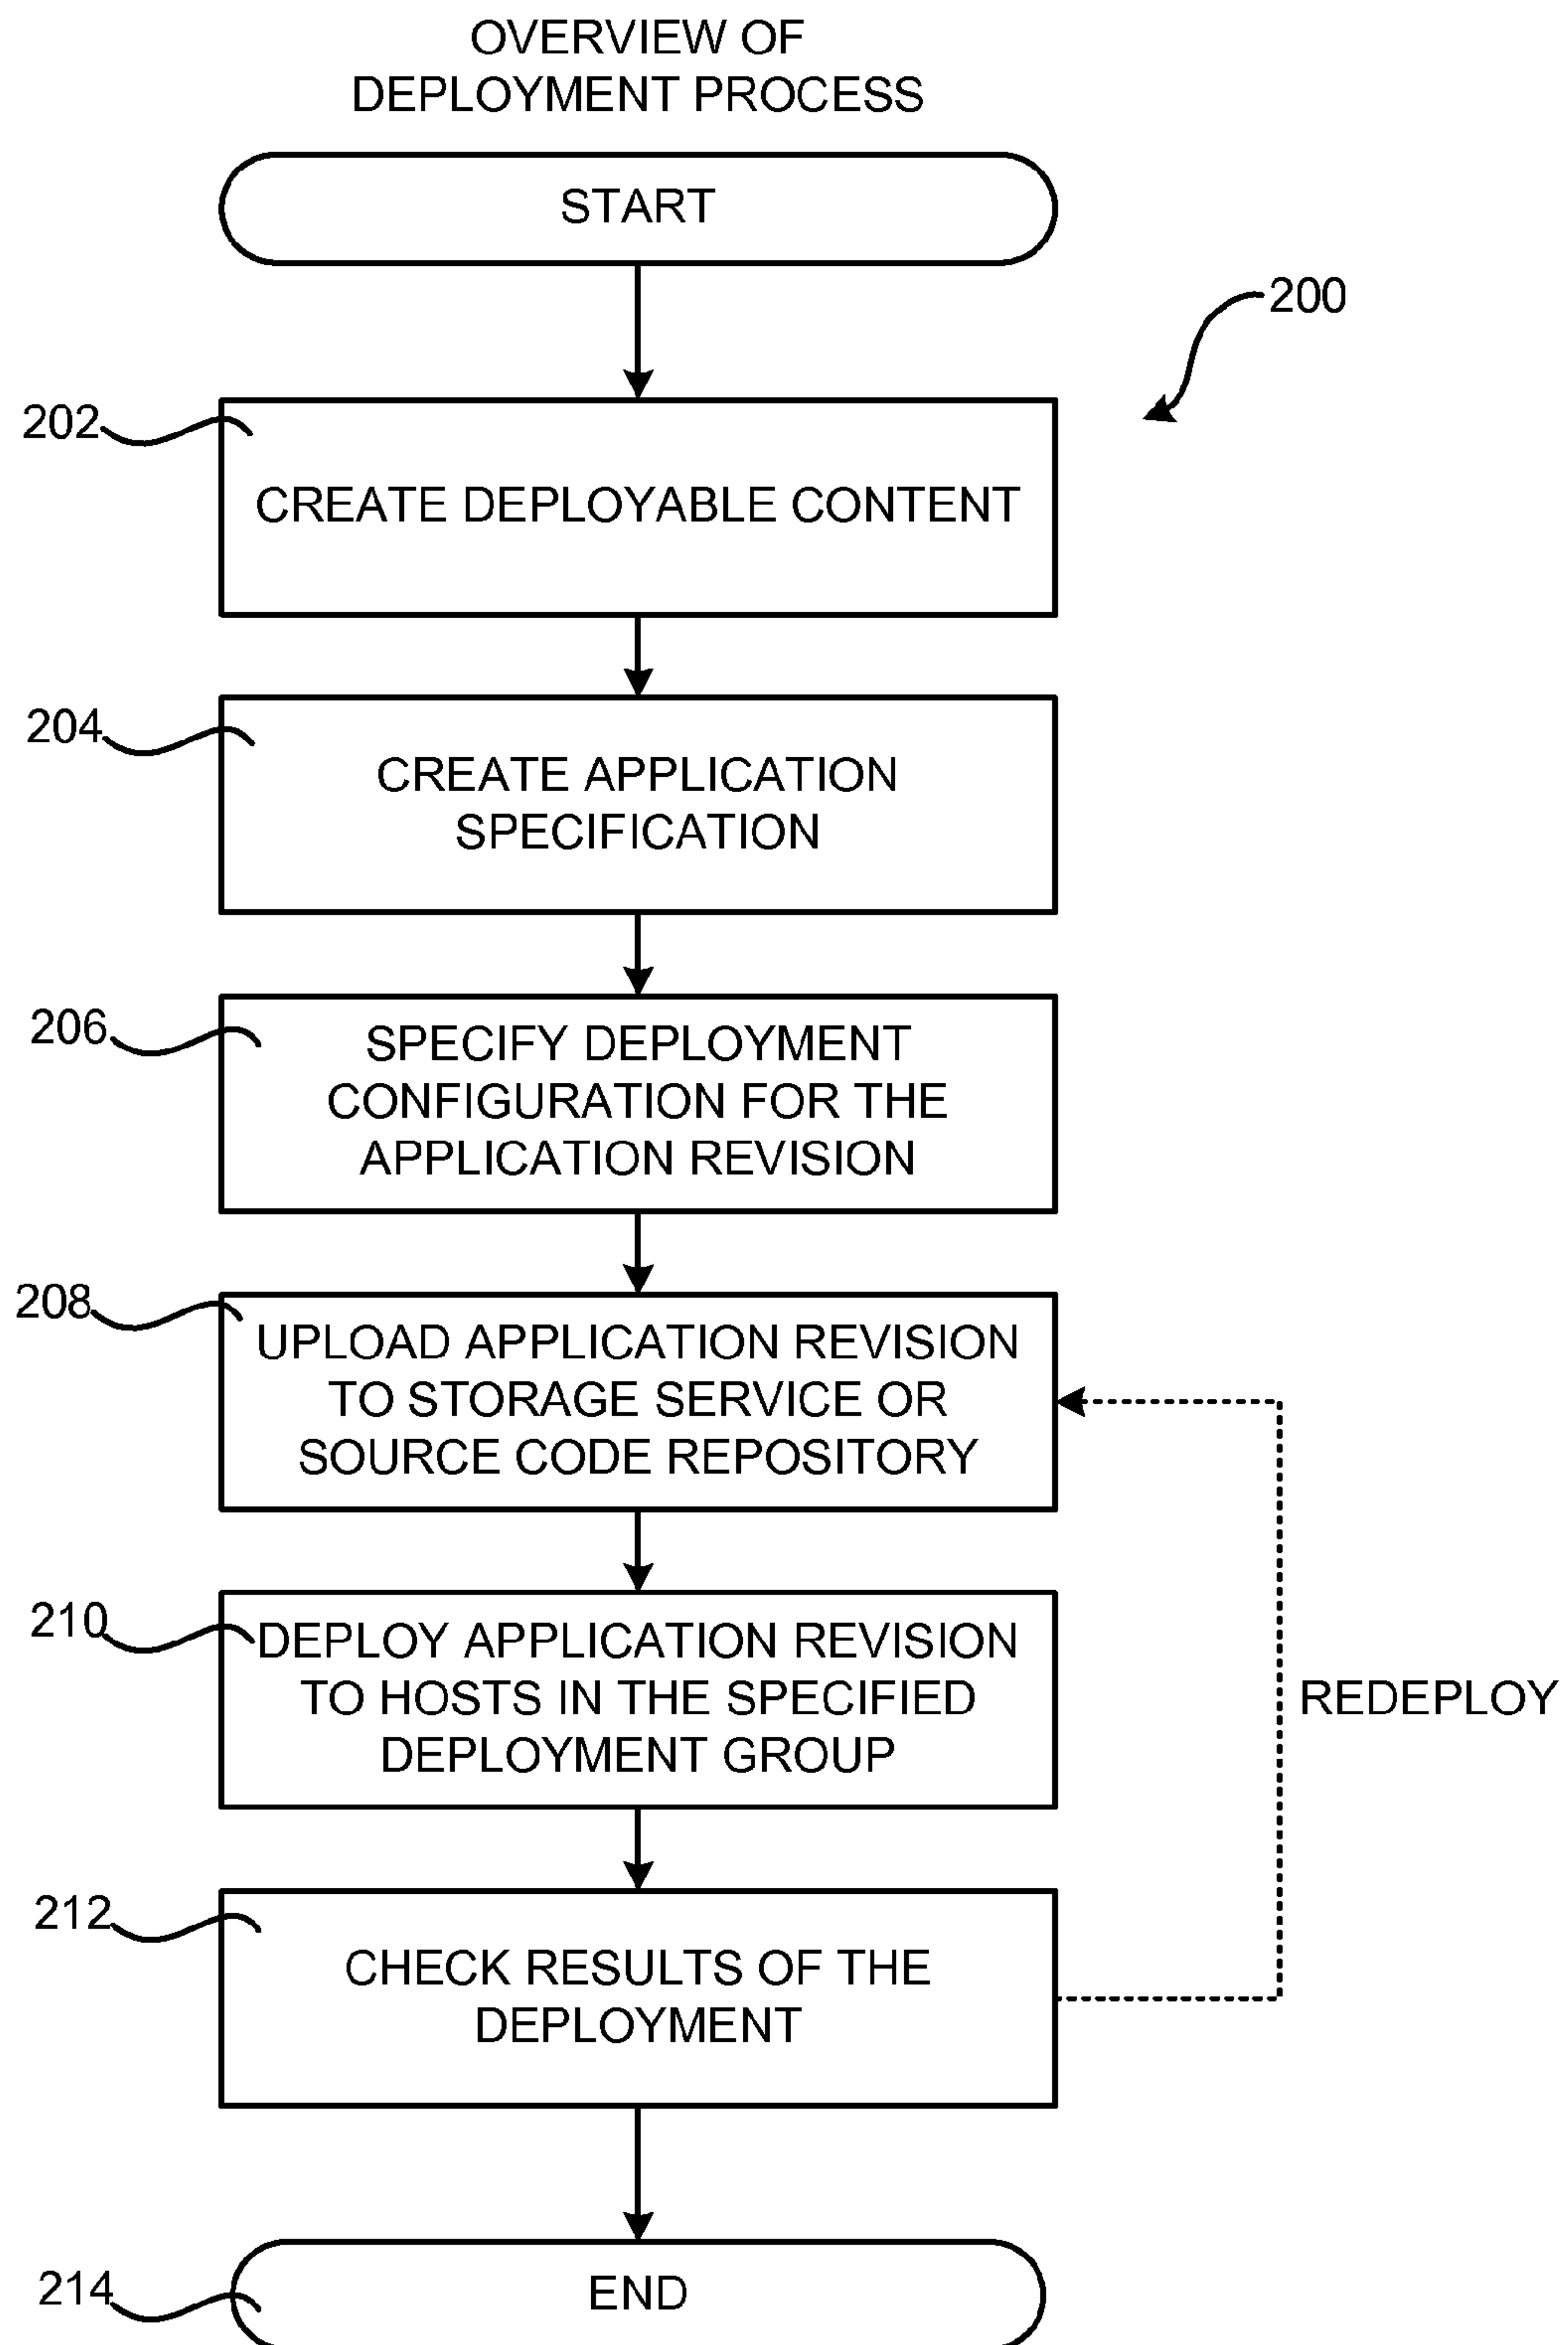 OVERVIEW OF
DEPLOYMENT PROCESS
START
200
202
CREATE DEPLOYABLE CONTENT
204
CREATE APPLICATION
SPECIFICATION
206
SPECIFY DEPLOYMENT
CONFIGURATION FOR THE
APPLICATION REVISION
208
UPLOAD APPLICATION REVISION
TO STORAGE SERVICE OR
SOURCE CODE REPOSITORY
210
DEPLOY APPLICATION REVISION
TO HOSTS IN THE SPECIFIED
DEPLOYMENT GROUP
REDEPLOY
212
CHECK RESULTS OF THE
DEPLOYMENT
214
END